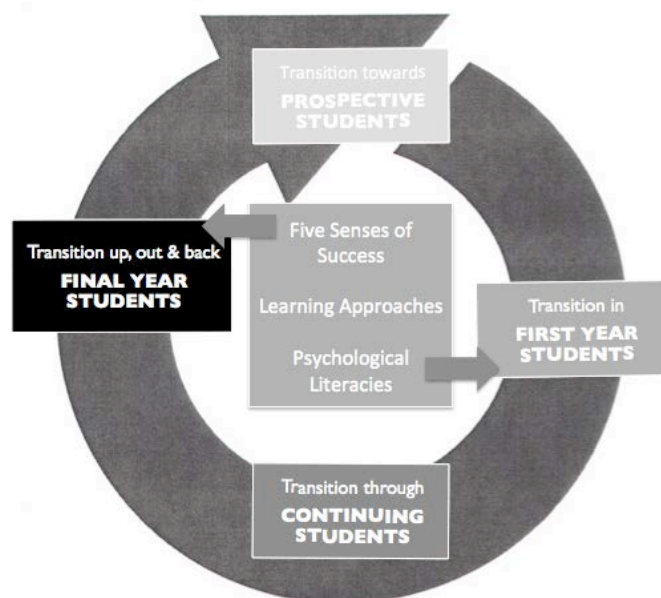 Transition towards
PROSPECTIVE
STUDENTS
Transition up, out & back
FINAL YEAR
STUDENTS
Five Senses of
Success
Learning Approaches
Psychological
Literacies
Transition in
FIRST YEAR
STUDENTS
Transition through
CONTINUING
STUDENTS